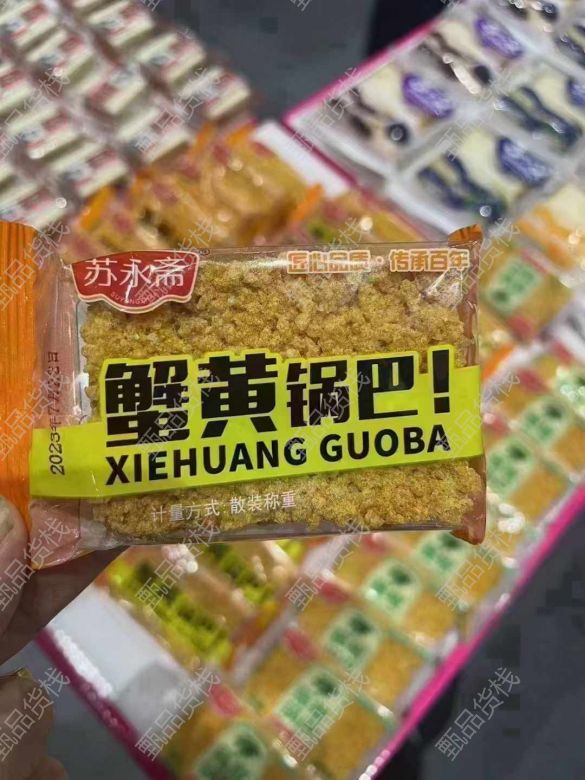 苏永斋
SUYONGZHAI
匠心品质·传承百年
蟹黄锅巴!
XIEHUANG GUOBA
计量方式:散装称重
甄品货栈